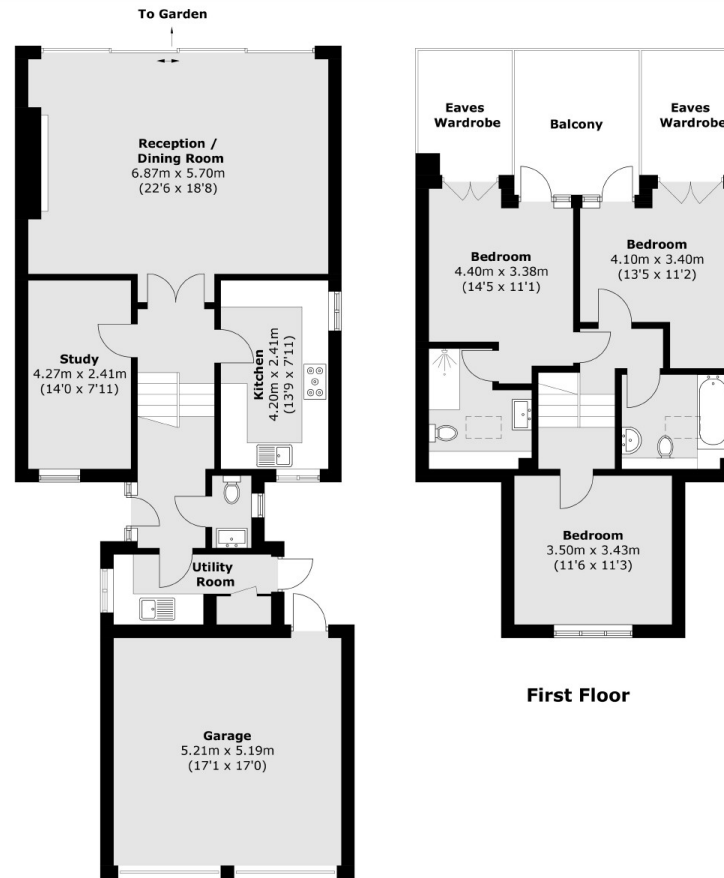 To Garden
Reception /
Dining Room
6.87m x 5.70m
(22'6 x 18'8)
Study
4.27m x 2.41m
(14'0 x 7'11)
Kitchen
4.20m x 2.41m
(13'9 x 7'11)
Utility
Room
Garage
5.21m x 5.19m
(17'1 x 17'0)
Eaves
Wardrobe
Balcony
Eaves
Wardrobe
Bedroom
4.40m x 3.38m
(14'5 x 11'1)
Bedroom
4.10m x 3.40m
(13'5 x 11'2)
Bedroom
3.50m x 3.43m
(11'6 x 11'3)
First Floor